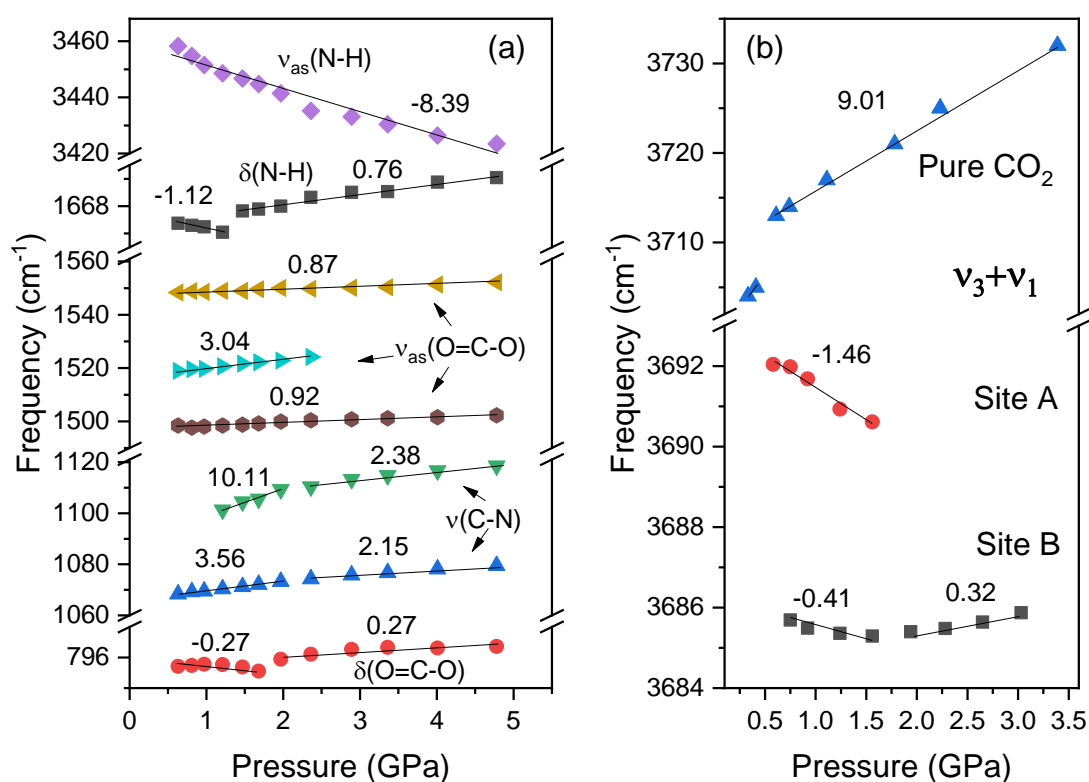 (a)
Frequency (cm⁻¹)
3460
3440
3420
1668
1560
1540
1520
1500
1120
1100
1080
1060
796
νas(N-H)
-8.39
δ(N-H)
-1.12
0.76
0.87
3.04
νas(O=C-O)
0.92
10.11
2.38
ν(C-N)
3.56
2.15
-0.27
0.27
δ(O=C-O)
0 1 2 3 4 5
Pressure (GPa)
(b)
Frequency (cm⁻¹)
3730
3720
3710
3692
3690
3688
3686
3684
9.01
Pure CO₂
ν₃+ν₁
-1.46
Site A
Site B
-0.41
0.32
0.5 1.0 1.5 2.0 2.5 3.0 3.5
Pressure (GPa)